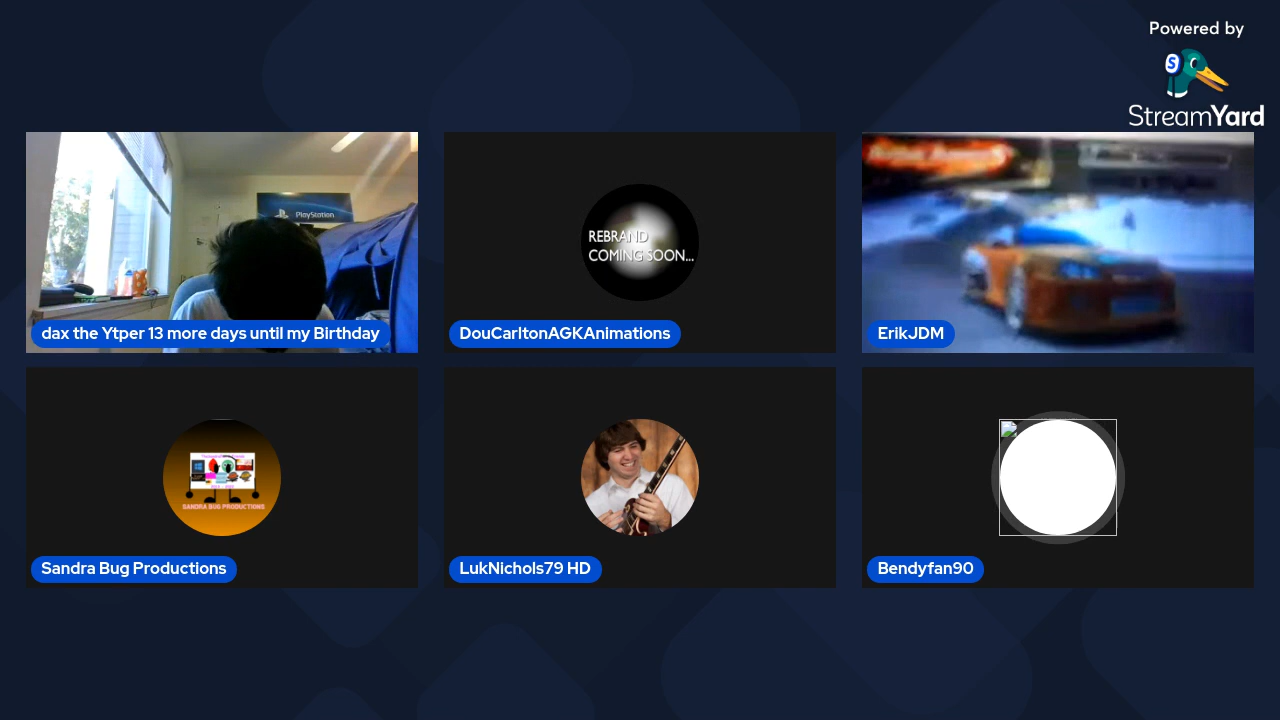 Powered by
S
StreamYard
PlayStation
dax the Ytper 13 more days until my Birthday
REBRAND
COMING SOON...
DouCarltonAGKAnimations
ErikJDM
SANDRA BUG PRODUCTIONS
Sandra Bug Productions
LukNichols79 HD
Bendyfan90